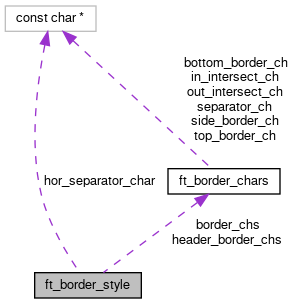 const char *
bottom_border_ch
in_intersect_ch
out_intersect_ch
separator_ch
side_border_ch
top_border_ch
hor_separator_char
ft_border_chars
border_chs
header_border_chs
ft_border_style